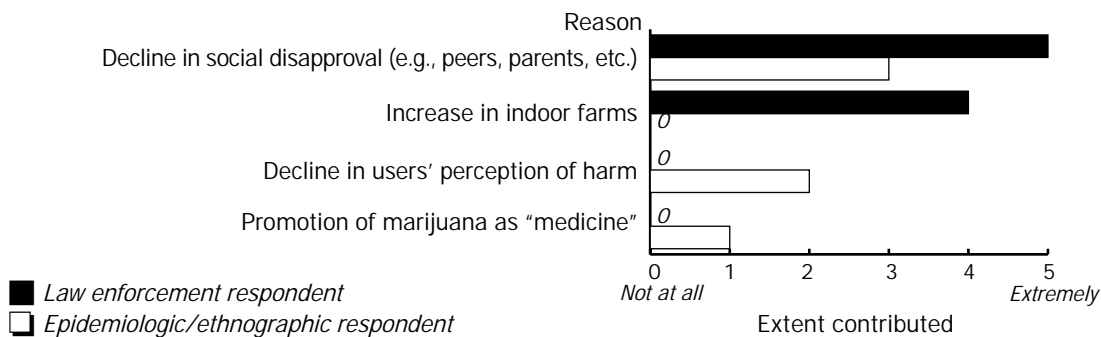 Reason
Decline in social disapproval (e.g., peers, parents, etc.)
Increase in indoor farms
0
0
Decline in users’ perception of harm
0
Promotion of marijuana as “medicine”
0 1 2 3 4 5
Not at all Extremely
Law enforcement respondent
Epidemiologic/ethnographic respondent
Extent contributed